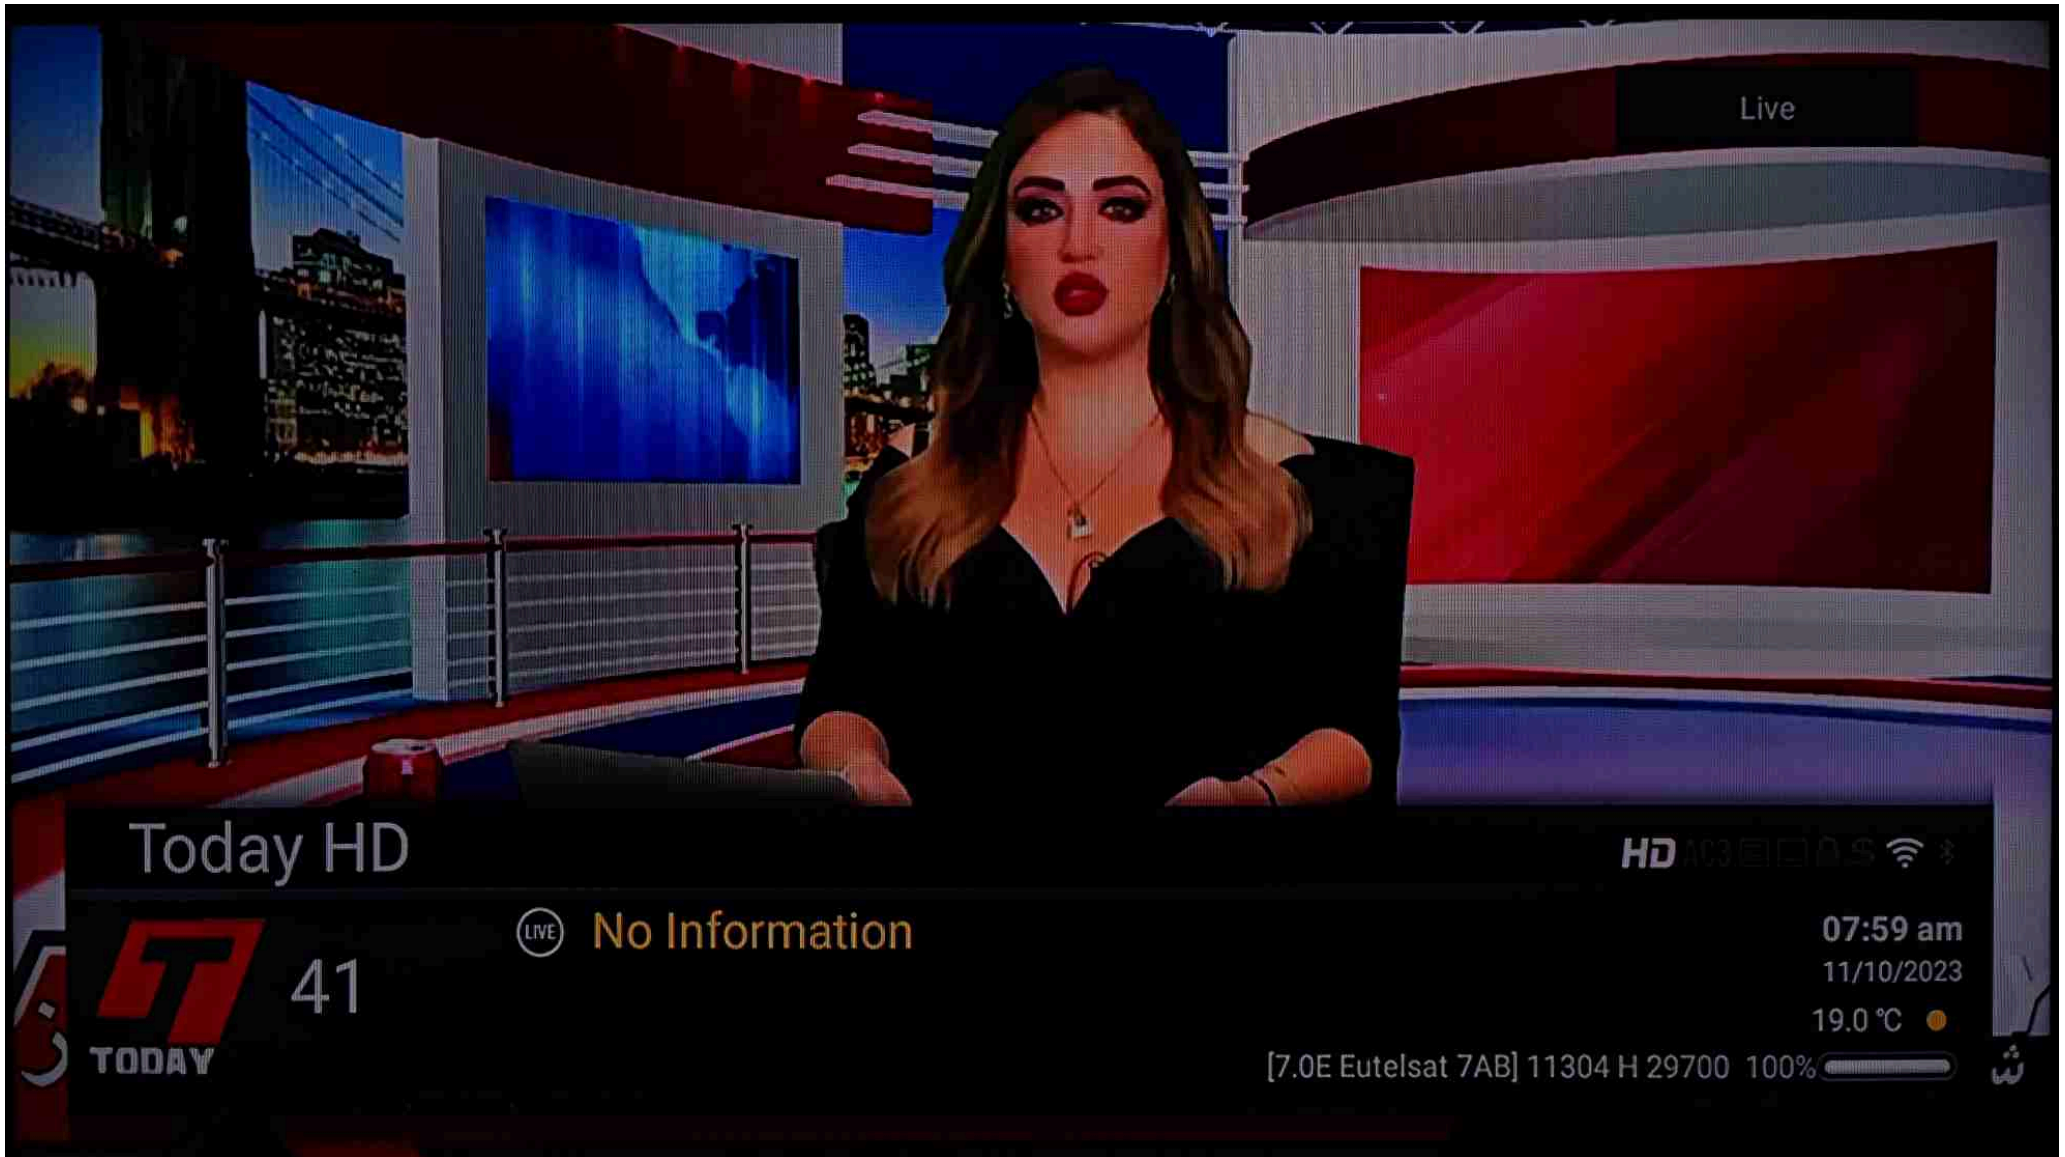 Live
Today HD
HD AC3
TODAY
41
LIVE
No Information
07:59 am
11/10/2023
19.0 °C
[7.0E Eutelsat 7AB] 11304 H 29700 100%